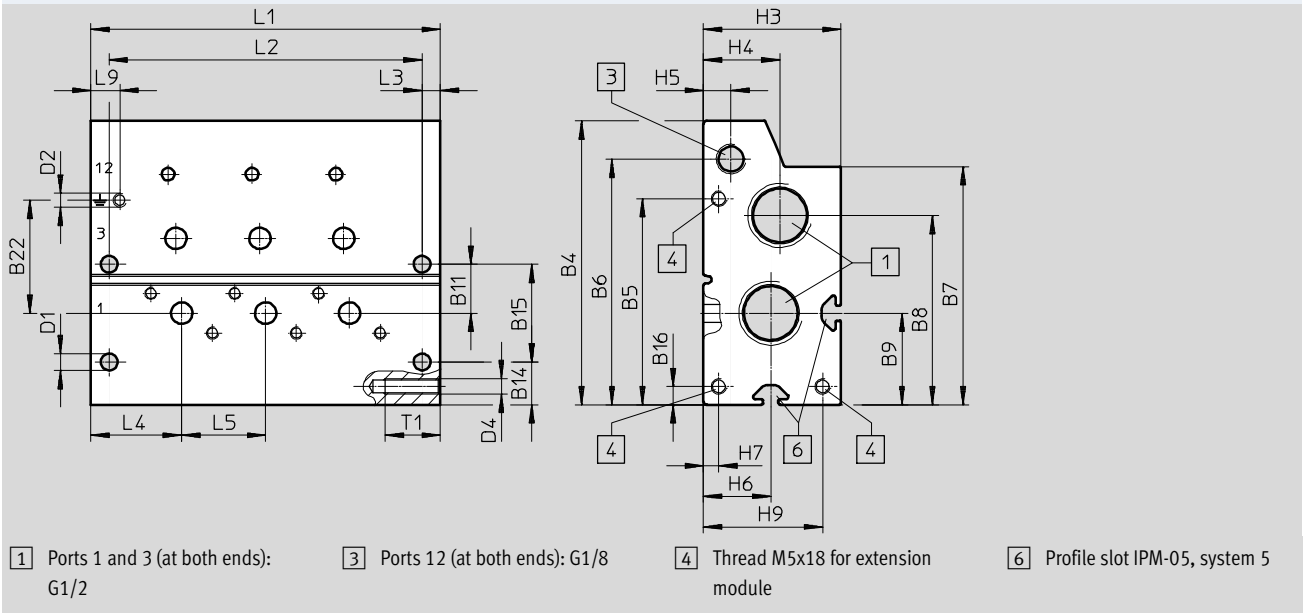 L1
L2
L9
L3
D2
12
3
B22
1
D1
B11
B15
B14
L4
L5
T1
D4
H3
H4
H5
3
4
1
B4
B6
B5
B16
B9
B8
B7
4
H7
6
4
H6
H9
1 Ports 1 and 3 (at both ends):
G1/2
3 Ports 12 (at both ends): G1/8
4 Thread M5x18 for extension
module
6 Profile slot IPM-05, system 5